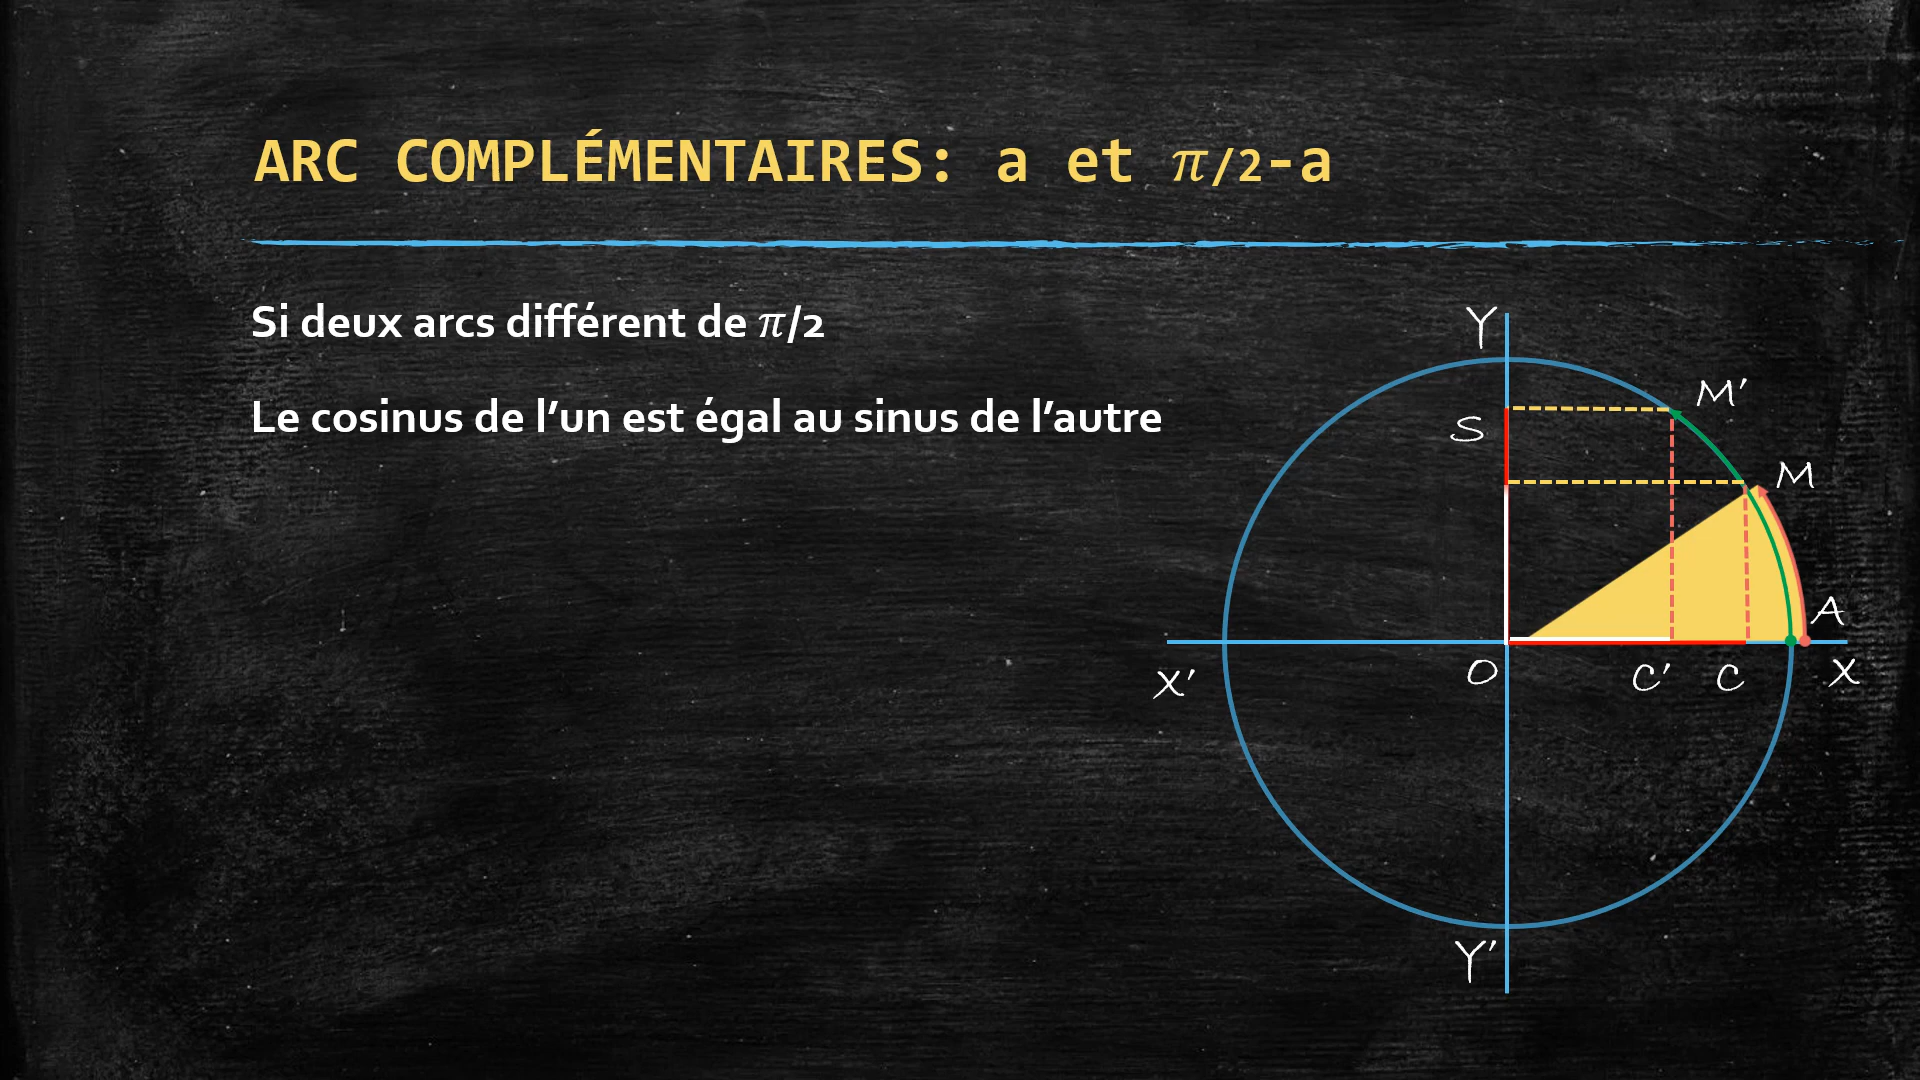 ARC COMPLÉMENTAIRES: a et π/2-a
Si deux arcs différent de π/2
Le cosinus de l’un est égal au sinus de l’autre
Y
M’
S
M
A
X’
O
C’
C
X
Y’